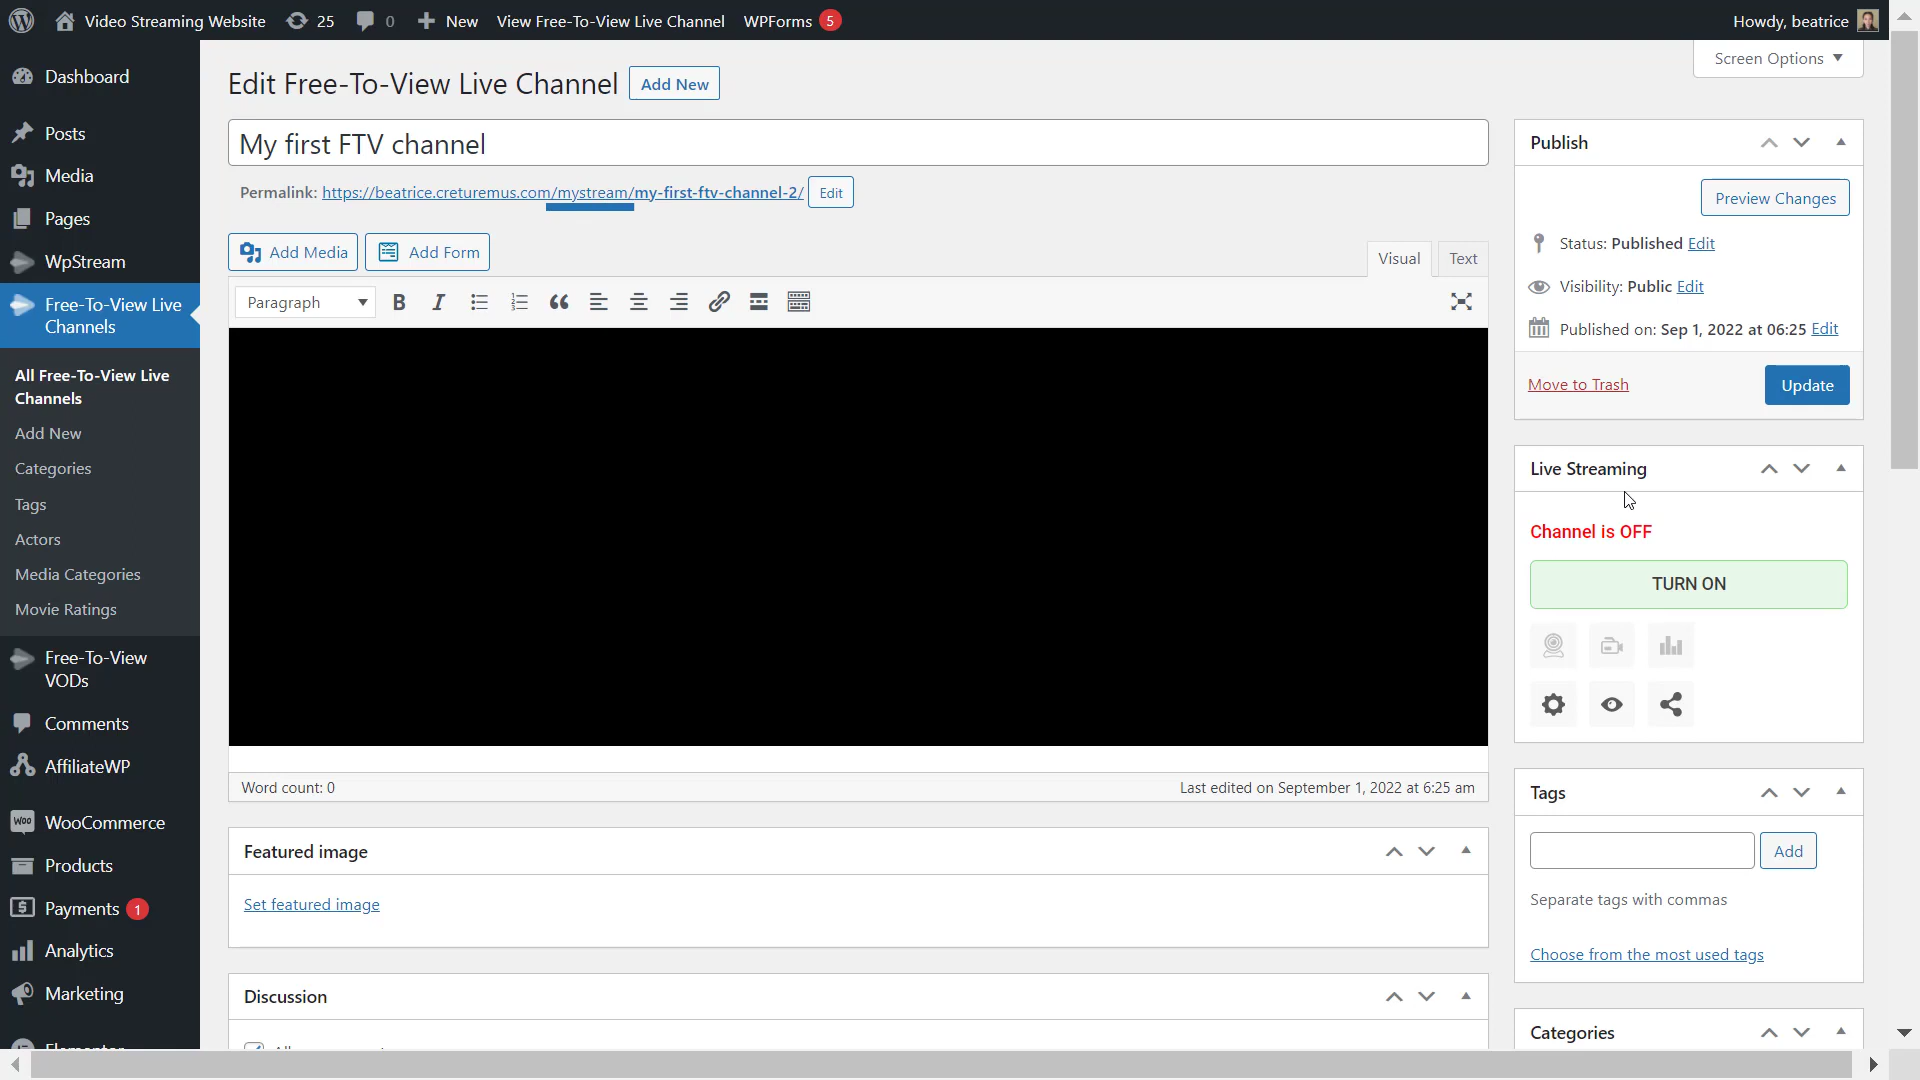 Video Streaming Website 25 0 New View Free-To-View Live Channel WPForms 5 Howdy, beatrice
Screen Options
Dashboard
Posts
Media
Pages
WpStream
Free-To-View Live
Channels
All Free-To-View Live
Channels
Add New
Categories
Tags
Actors
Media Categories
Movie Ratings
Free-To-View
VODs
Comments
AffiliateWP
Woo WooCommerce
Products
Payments 1
Analytics
Marketing
Edit Free-To-View Live Channel Add New
My first FTV channel
Permalink: https://beatrice.creturemus.com/mystream/my-first-ftv-channel-2/ Edit
Add Media Add Form
Visual Text
Paragraph
Word count: 0 Last edited on September 1, 2022 at 6:25 am
Featured image
Set featured image
Discussion
Publish
Preview Changes
Status: Published Edit
Visibility: Public Edit
Published on: Sep 1, 2022 at 06:25 Edit
Move to Trash Update
Live Streaming
Channel is OFF
TURN ON
Tags
Add
Separate tags with commas
Choose from the most used tags
Categories